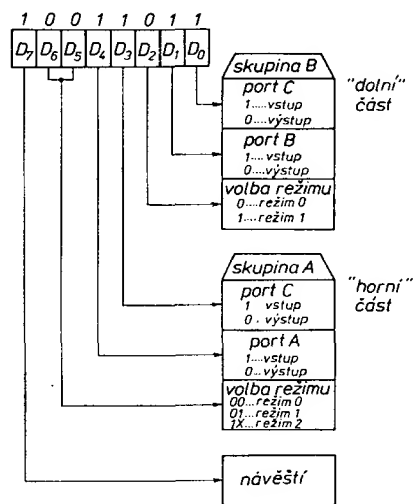 1 0 0 1 1 0 1 1
D7 D6 D5 D4 D3 D2 D1 D0
skupina B
port C
1....vstup
0....výstup
"dolní"
část
port B
1....vstup
0....výstup
volba režimu
0....režim 0
1....režim 1
skupina A
port C
1 vstup
0 . výstup
"horní"
část
port A
1....vstup
0...výstup
volba režimu
00...režim 0
01...režim 1
1X...režim 2
návěští